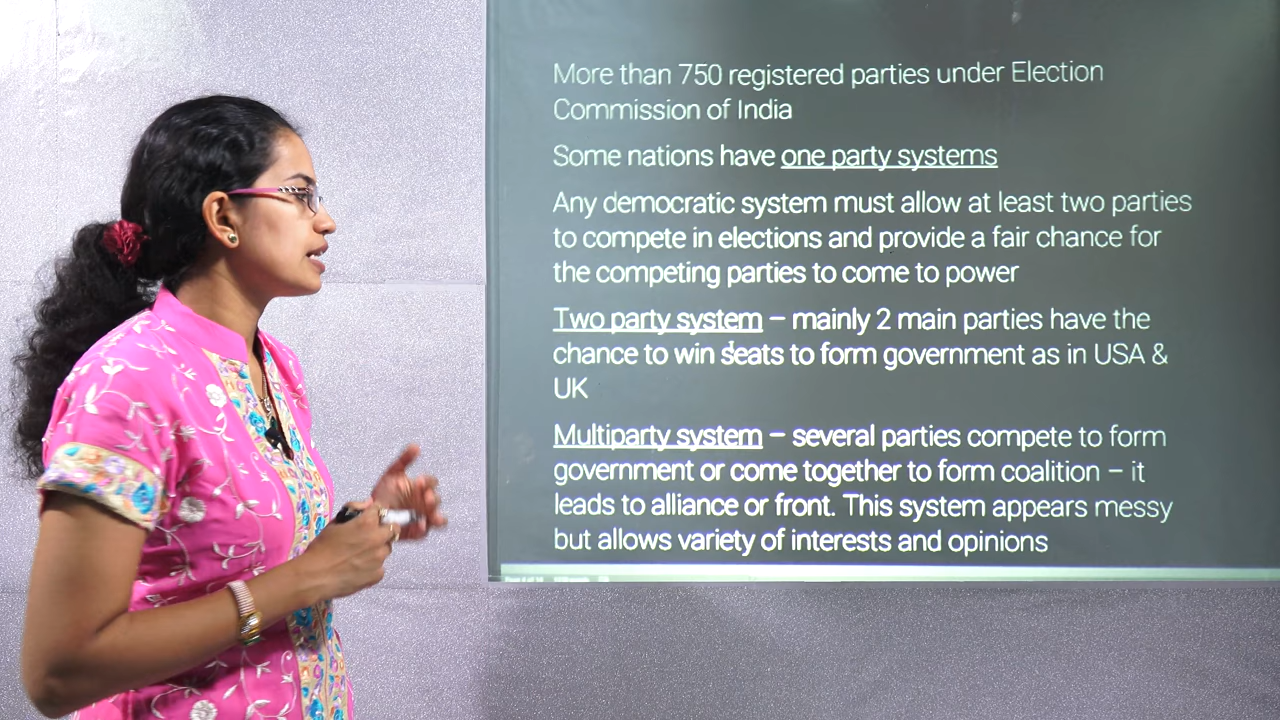 More than 750 registered parties under Election
Commission of India
Some nations have one party systems
Any democratic system must allow at least two parties
to compete in elections and provide a fair chance for
the competing parties to come to power
Two party system – mainly 2 main parties have the
chance to win seats to form government as in USA &
UK
Multiparty system – several parties compete to form
government or come together to form coalition – it
leads to alliance or front. This system appears messy
but allows variety of interests and opinions